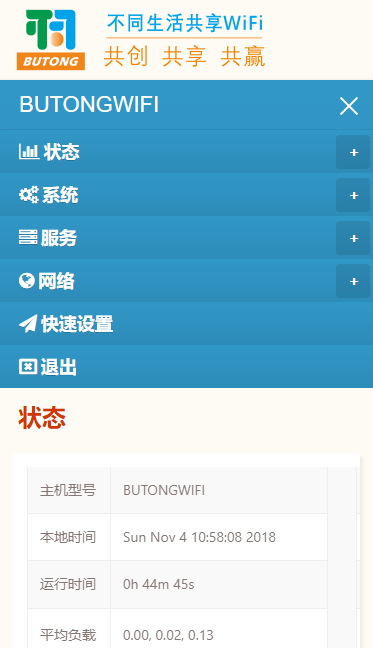 不同生活共享WiFi
BUTONG
共创 共享 共赢
BUTONGWIFI
状态 +
系统 +
服务 +
网络 +
快速设置
退出
状态
主机型号 BUTONGWIFI
本地时间 Sun Nov 4 10:58:08 2018
运行时间 0h 44m 45s
平均负载 0.00, 0.02, 0.13